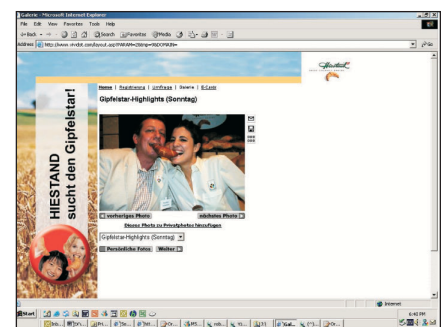 Galerie - Microsoft Internet Explorer
File Edit View Favorites Tools Help
Back Search Favorites Media
Address
Go
Hiestand
HIESTAND
sucht den Gipfelstar!
Home | Registrierung | Umfrage | Galerie | E-Card
Gipfelstar-Highlights (Sonntag)
vorheriges Photo nächstes Photo
Dieses Photo zu Privatphotos hinzufügen
Gipfelstar-Highlights (Sonntag)
Persönliche Fotos Weiter
Internet
Start
6:45 PM